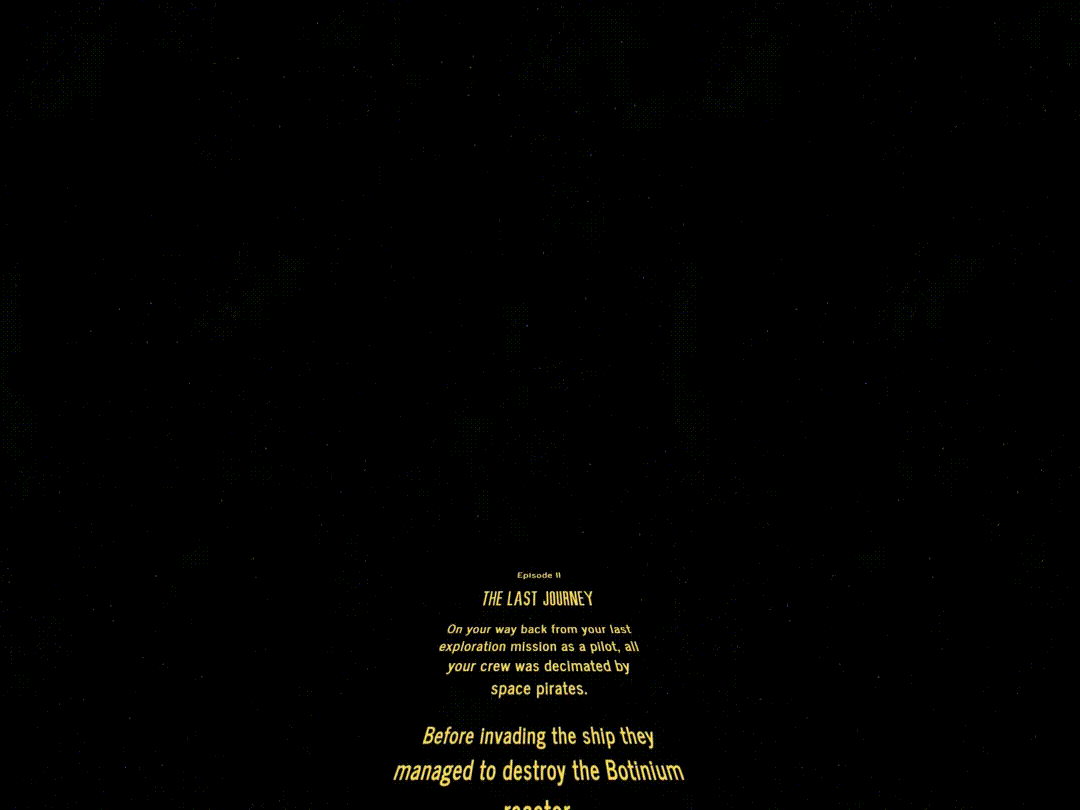 Episode II
THE LAST JOURNEY
On your way back from your last
exploration mission as a pilot, all
your crew was decimated by
space pirates.
Before invading the ship they
managed to destroy the Botinium